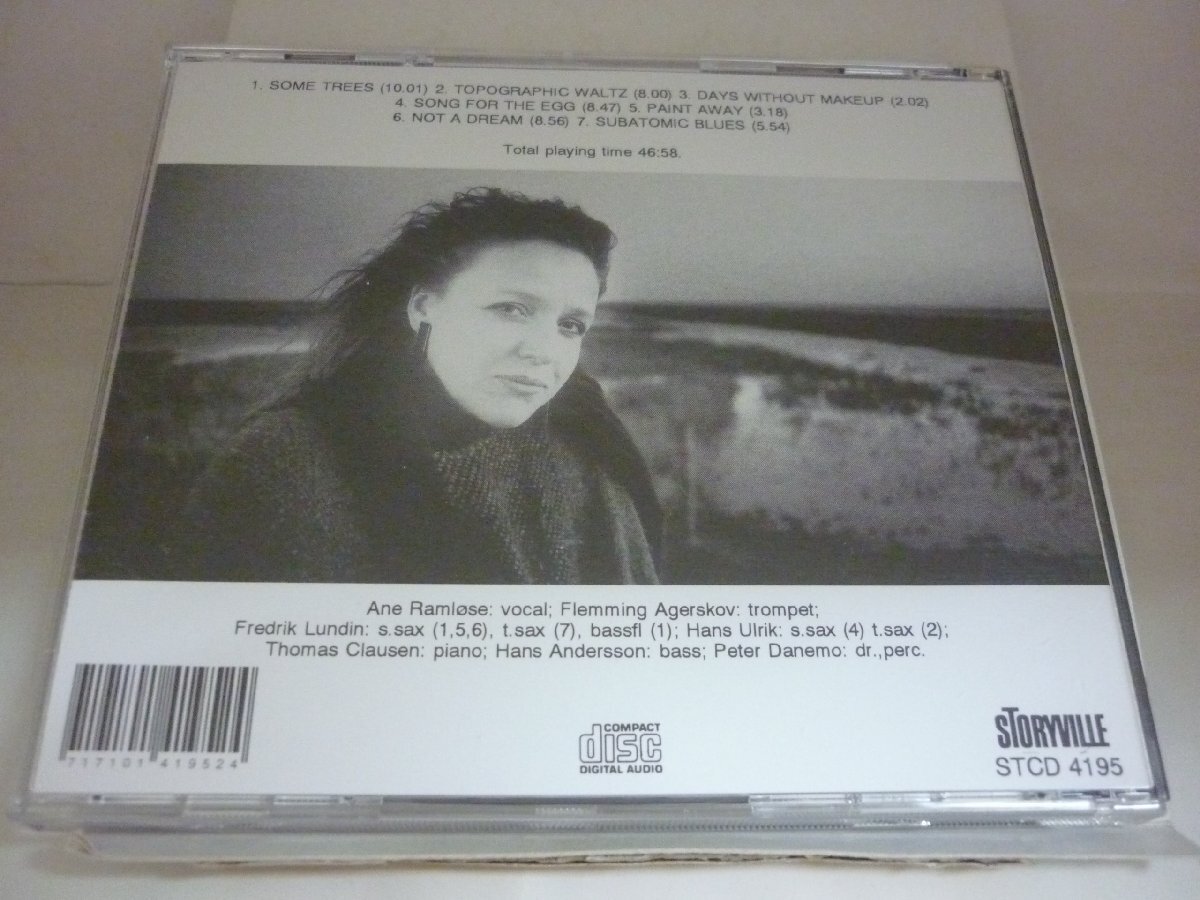 1. SOME TREES (10.01) 2. TOPOGRAPHIC WALTZ (8.00) 3. DAYS WITHOUT MAKEUP (2.02)
4. SONG FOR THE EGG (8.47) 5. PAINT AWAY (3.18)
6. NOT A DREAM (8.56) 7. SUBATOMIC BLUES (5.54)
Total playing time 46:58.
Ane Ramløse: vocal; Flemming Agerskov: trompet;
Fredrik Lundin: s.sax (1,5,6), t.sax (7), bassfl (1); Hans Ulrik: s.sax (4) t.sax (2);
Thomas Clausen: piano; Hans Andersson: bass; Peter Danemo: dr.,perc.
717101 419524
COMPACT
disc
DIGITAL AUDIO
STORYVILLE
STCD 4195